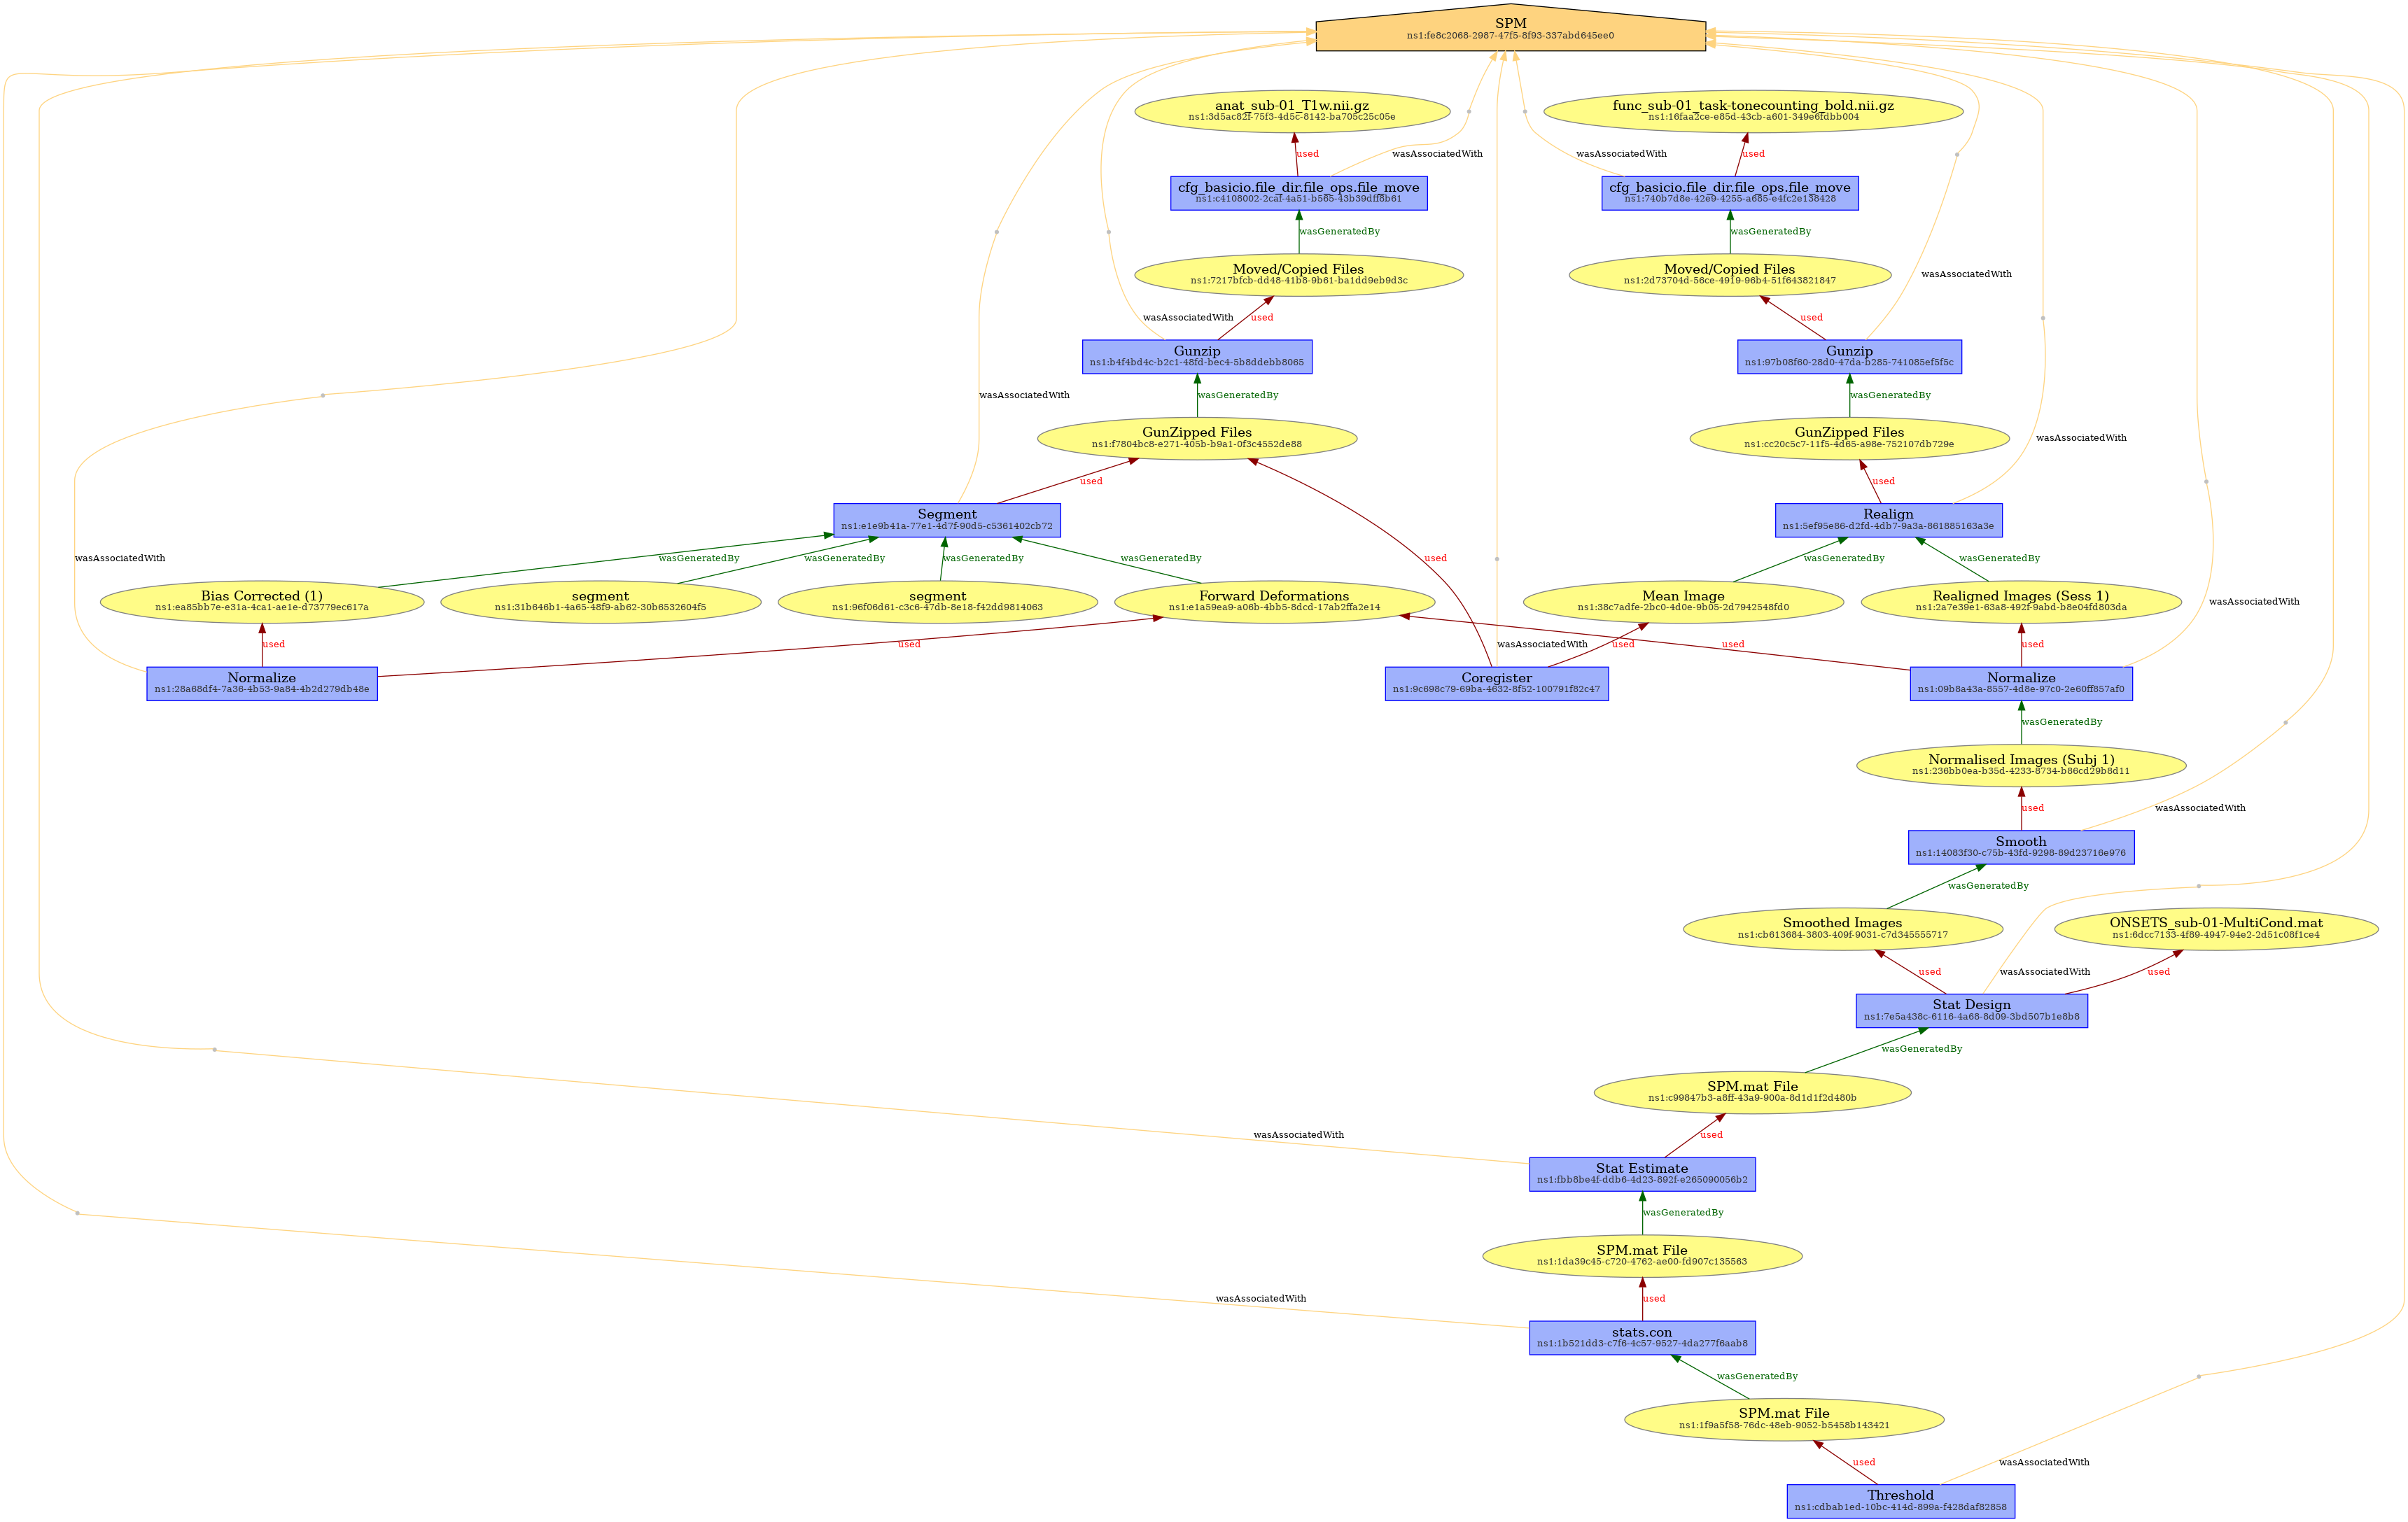 SPM
ns1:fe8c2068-2987-47f5-8f93-337abd645ee0
anat_sub-01_T1w.nii.gz
ns1:3d5ac82f-75f3-4d5c-8142-ba705c25c05e
func_sub-01_task-tonecounting_bold.nii.gz
ns1:16faa2ce-e85d-43cb-a601-349e6fdbb004
used
wasAssociatedWith
wasAssociatedWith
used
cfg_basicio.file_dir.file_ops.file_move
ns1:c4108002-2caf-4a51-b565-43b39dff8b61
cfg_basicio.file_dir.file_ops.file_move
ns1:740b7d8e-42e9-4255-a685-e4fc2e138428
wasGeneratedBy
wasGeneratedBy
Moved/Copied Files
ns1:7217bfcb-dd48-41b8-9b61-ba1dd9eb9d3c
Moved/Copied Files
ns1:2d73704d-56ce-4919-96b4-51f643821847
wasAssociatedWith
wasAssociatedWith
used
used
Gunzip
ns1:b4f4bd4c-b2c1-48fd-bec4-5b8ddebb8065
Gunzip
ns1:97b08f60-28d0-47da-b285-741085ef5f5c
wasAssociatedWith
wasGeneratedBy
wasGeneratedBy
GunZipped Files
ns1:f7804bc8-e271-405b-b9a1-0f3c4552de88
GunZipped Files
ns1:cc20c5c7-11f5-4d65-a98e-752107db729e
wasAssociatedWith
used
used
Segment
ns1:e1e9b41a-77e1-4d7f-90d5-c5361402cb72
Realign
ns1:5ef95e86-d2fd-4db7-9a3a-861885163a3e
wasAssociatedWith
wasGeneratedBy
wasGeneratedBy
wasGeneratedBy
wasGeneratedBy
used
wasGeneratedBy
wasGeneratedBy
Bias Corrected (1)
ns1:ea85bb7e-e31a-4ca1-ae1e-d73779ec617a
segment
ns1:31b646b1-4a65-48f9-ab62-30b6532604f5
segment
ns1:96f06d61-c3c6-47db-8e18-f42dd9814063
Forward Deformations
ns1:e1a59ea9-a06b-4bb5-8dcd-17ab2ffa2e14
Mean Image
ns1:38c7adfe-2bc0-4d0e-9b05-2d7942548fd0
Realigned Images (Sess 1)
ns1:2a7e39e1-63a8-492f-9abd-b8e04fd803da
wasAssociatedWith
used
used
wasAssociatedWith
used
used
used
Normalize
ns1:28a68df4-7a36-4b53-9a84-4b2d279db48e
Coregister
ns1:9c698c79-69ba-4632-8f52-100791f82c47
Normalize
ns1:09b8a43a-8557-4d8e-97c0-2e60ff857af0
wasGeneratedBy
Normalised Images (Subj 1)
ns1:236bb0ea-b35d-4233-8734-b86cd29b8d11
used
wasAssociatedWith
Smooth
ns1:14083f30-c75b-43fd-9298-89d23716e976
wasGeneratedBy
Smoothed Images
ns1:cb613684-3803-409f-9031-c7d345555717
ONSETS_sub-01-MultiCond.mat
ns1:6dcc7133-4f89-4947-94e2-2d51c08f1ce4
used
wasAssociatedWith
used
Stat Design
ns1:7e5a438c-6116-4a68-8d09-3bd507b1e8b8
wasGeneratedBy
SPM.mat File
ns1:c99847b3-a8ff-43a9-900a-8d1d1f2d480b
wasAssociatedWith
used
Stat Estimate
ns1:fbb8be4f-ddb6-4d23-892f-e265090056b2
wasGeneratedBy
SPM.mat File
ns1:1da39c45-c720-4762-ae00-fd907c135563
wasAssociatedWith
used
stats.con
ns1:1b521dd3-c7f6-4c57-9527-4da277f6aab8
wasGeneratedBy
SPM.mat File
ns1:1f9a5f58-76dc-48eb-9052-b5458b143421
used
wasAssociatedWith
Threshold
ns1:cdbab1ed-10bc-414d-899a-f428daf82858